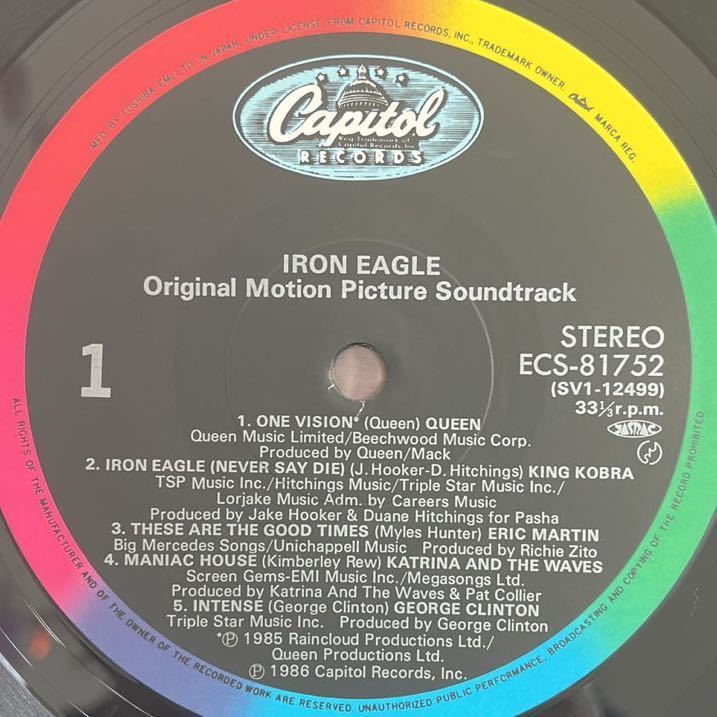 MFD. BY TOSHIBA-EMI LTD. IN JAPAN. UNDER LICENSE FROM CAPITOL RECORDS, INC., TRADEMARK OWNER. MARCA REG.
Capitol
Reg Trademark of
Capitol Records, Inc
RECORDS
IRON EAGLE
Original Motion Picture Soundtrack
1
STEREO
ECS-81752
(SV1-12499)
33⅓r.p.m.
JASRAC
1. ONE VISION* (Queen) QUEEN
Queen Music Limited/Beechwood Music Corp.
Produced by Queen/Mack
2. IRON EAGLE (NEVER SAY DIE) (J. Hooker-D. Hitchings) KING KOBRA
TSP Music Inc./Hitchings Music/Triple Star Music Inc./
Lorjake Music Adm. by Careers Music
Produced by Jake Hooker & Duane Hitchings for Pasha
3. THESE ARE THE GOOD TIMES (Myles Hunter) ERIC MARTIN
Big Mercedes Songs/Unichappell Music Produced by Richie Zito
4. MANIAC HOUSE (Kimberley Rew) KATRINA AND THE WAVES
Screen Gems-EMI Music Inc./Megasongs Ltd.
Produced by Katrina And The Waves & Pat Collier
5. INTENSE (George Clinton) GEORGE CLINTON
Triple Star Music Inc. Produced by George Clinton
*℗ 1985 Raincloud Productions Ltd./
Queen Productions Ltd.
℗ 1986 Capitol Records, Inc.
ALL RIGHTS OF THE MANUFACTURER AND OF THE OWNER OF THE RECORDED WORK ARE RESERVED. UNAUTHORIZED PUBLIC PERFORMANCE, BROADCASTING AND COPYING OF THE RECORD PROHIBITED